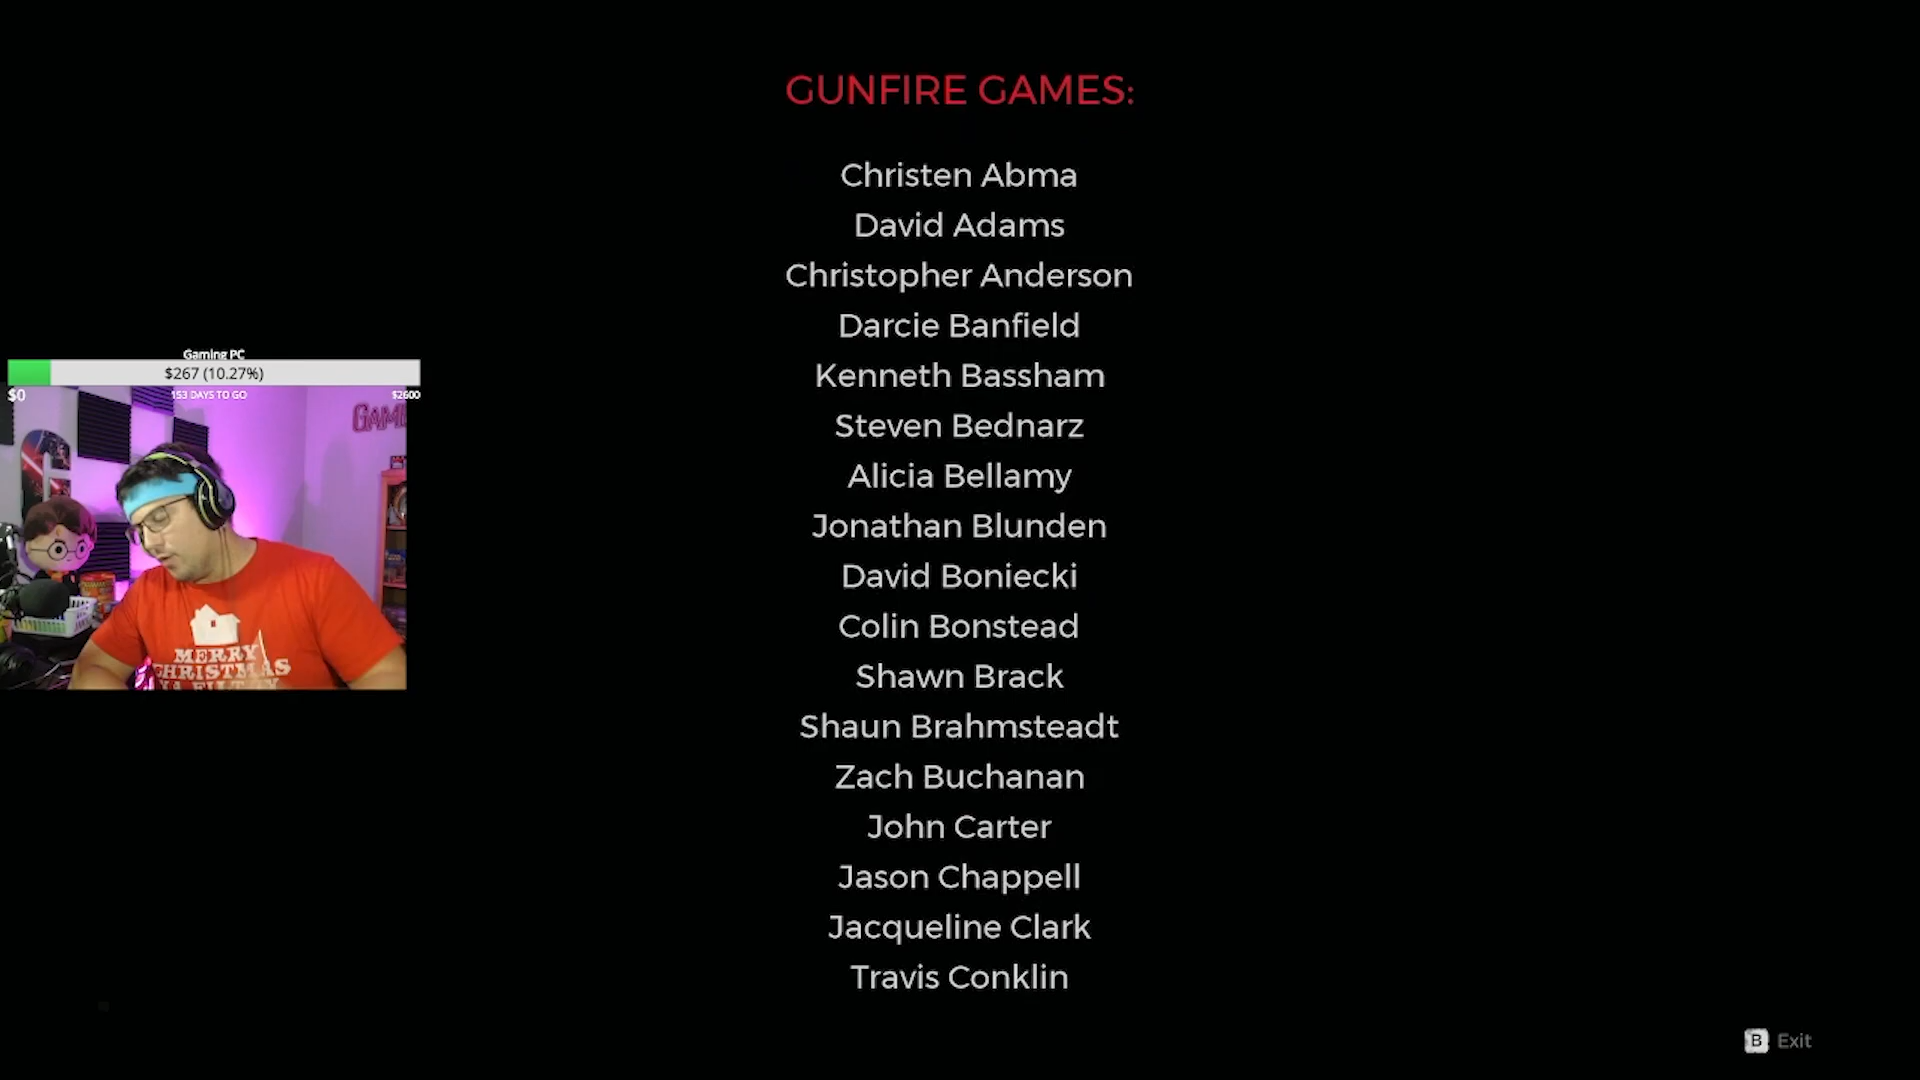 GUNFIRE GAMES:
Christen Abma
David Adams
Christopher Anderson
Darcie Banfield
Kenneth Bassham
Steven Bednarz
Alicia Bellamy
Jonathan Blunden
David Boniecki
Colin Bonstead
Shawn Brack
Shaun Brahmsteadt
Zach Buchanan
John Carter
Jason Chappell
Jacqueline Clark
Travis Conklin
Gaming PC
$267 (10.27%)
$0
153 DAYS TO GO
$2600
MERRY
CHRISTMAS
B Exit